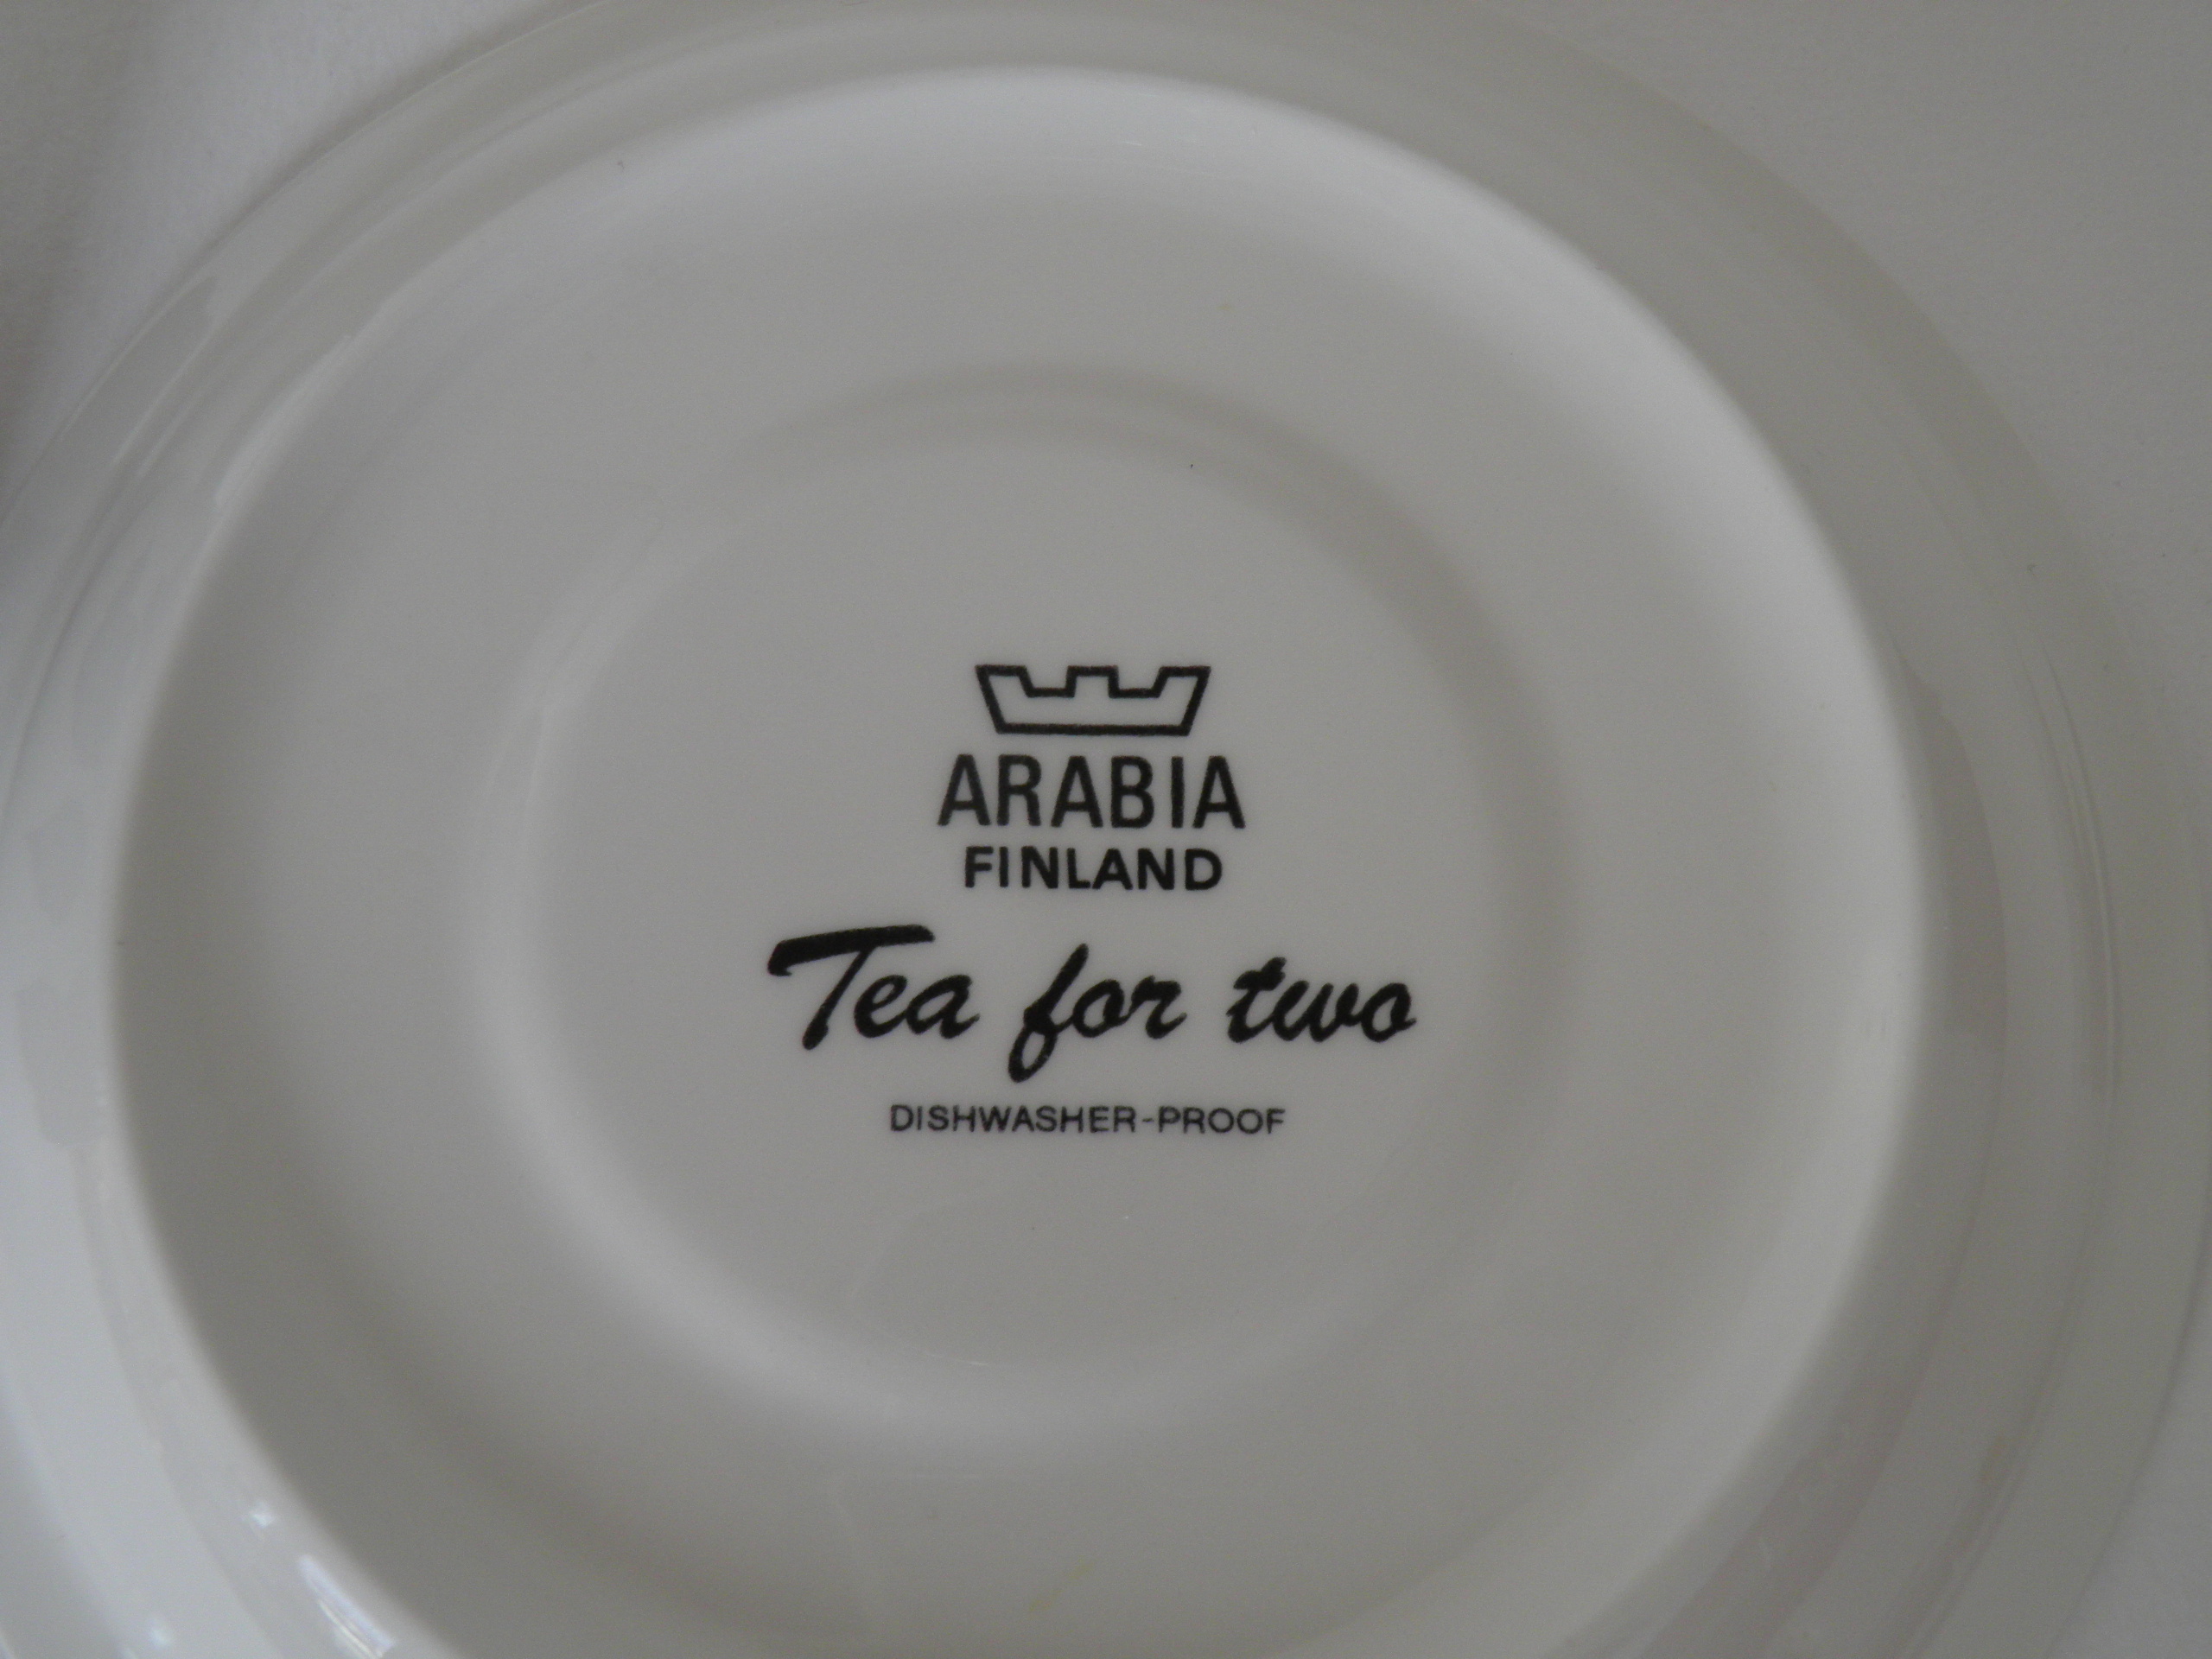 ARABIA
FINLAND
Tea for two
DISHWASHER-PROOF